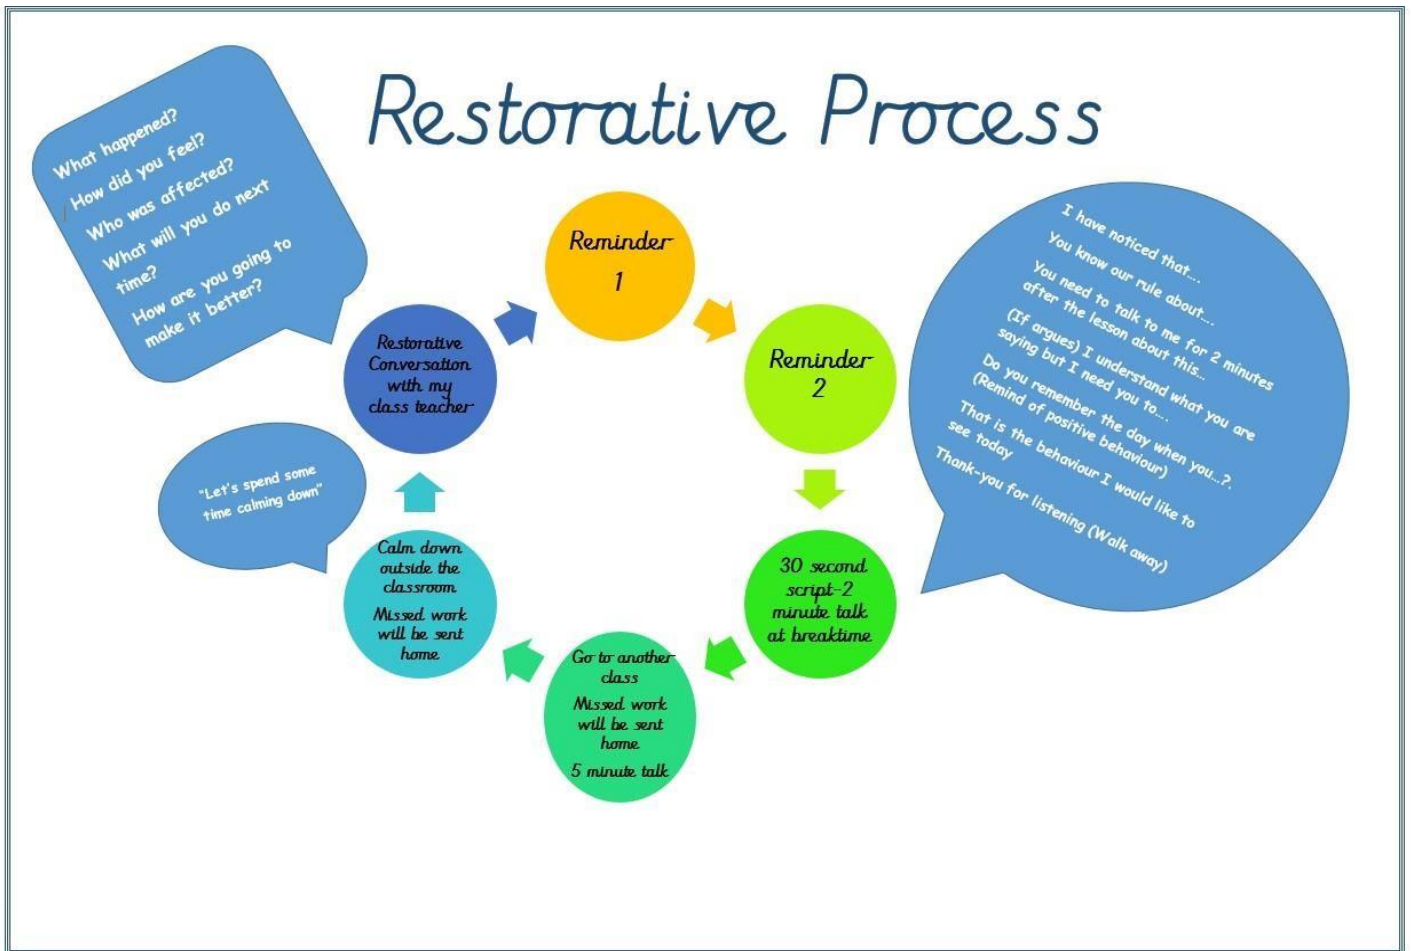 Restorative Process
What happened?
How did you feel?
Who was affected?
What will you do next
time?
How are you going to
make it better?
Reminder
1
Reminder
2
I have noticed that....
You know our rule about....
You need to talk to me for 2 minutes
after the lesson about this...
(If argues) I understand what you are
saying but I need you to....
Do you remember the day when you...?.
(Remind of positive behaviour)
That is the behaviour I would like to
see today
Thank-you for listening (Walk away)
30 second
script-2
minute talk
at breaktime
Go to another
class
Missed work
will be sent
home
5 minute talk
Calm down
outside the
classroom
Missed work
will be sent
home
"Let's spend some
time calming down"
Restorative
Conversation
with my
class teacher